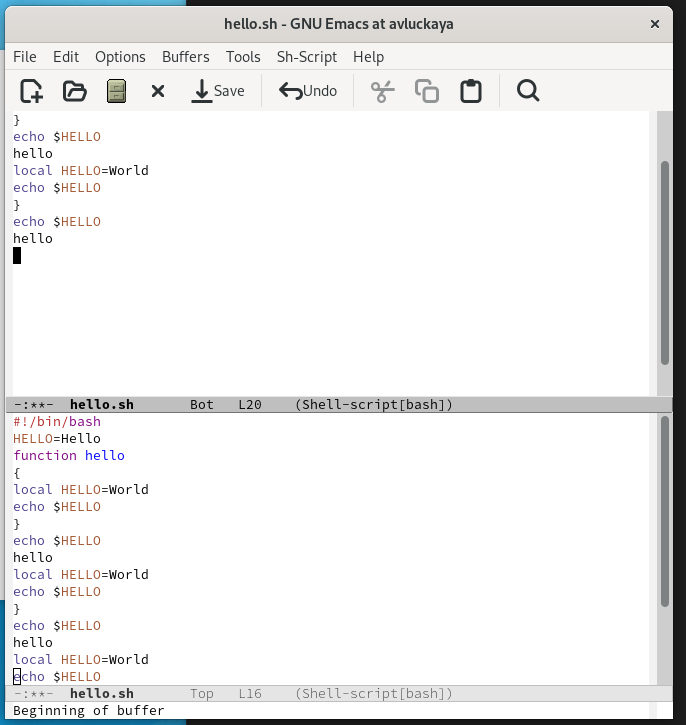 hello.sh - GNU Emacs at avluckaya
File Edit Options Buffers Tools Sh-Script Help
Save Undo
}
echo $HELLO
hello
local HELLO=World
echo $HELLO
}
echo $HELLO
hello
-:**- hello.sh Bot L20 (Shell-script[bash])
#!/bin/bash
HELLO=Hello
function hello
{
local HELLO=World
echo $HELLO
}
echo $HELLO
hello
local HELLO=World
echo $HELLO
}
echo $HELLO
hello
local HELLO=World
echo $HELLO
-:**- hello.sh Top L16 (Shell-script[bash])
Beginning of buffer